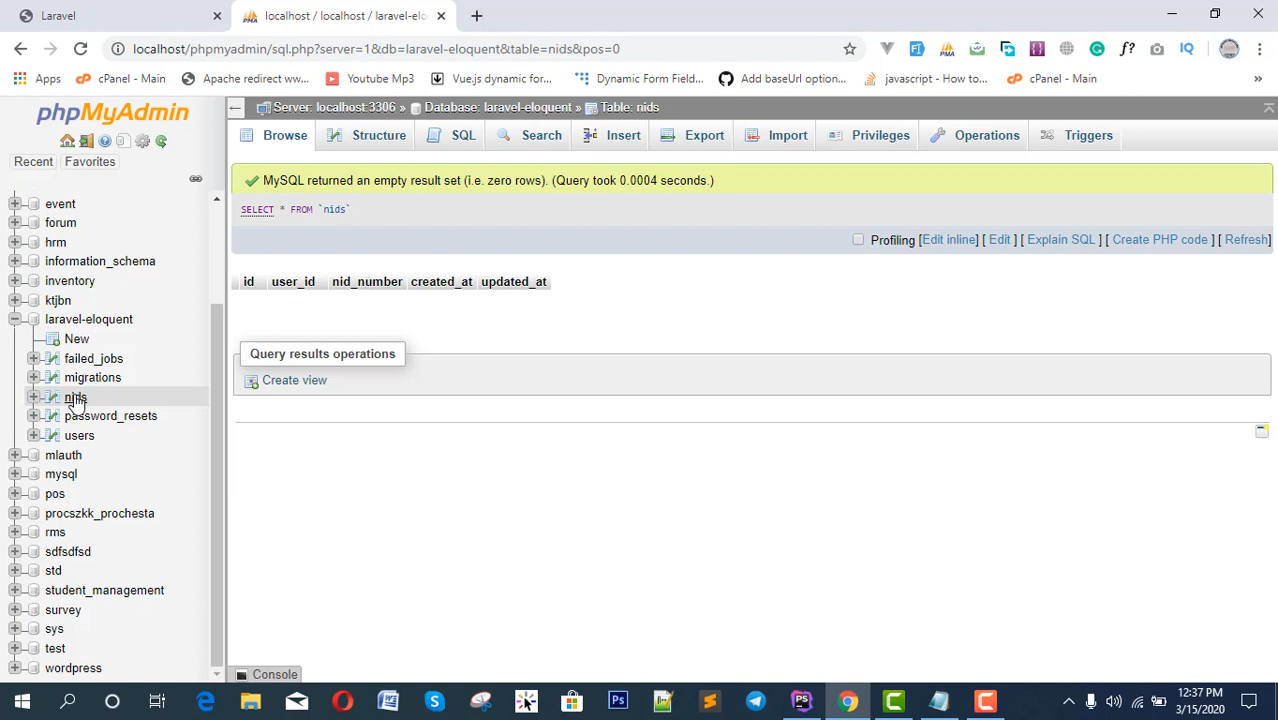 Laravel
localhost / localhost / laravel-elo
localhost/phpmyadmin/sql.php?server=1&db=laravel-eloquent&table=nids&pos=0
Apps
cPanel - Main
Apache redirect ww...
Youtube Mp3
Vue.js dynamic for...
Dynamic Form Field...
Add baseUrl option...
javascript - How to...
cPanel - Main
phpMyAdmin
Recent
Favorites
event
forum
hrm
information_schema
inventory
ktjbn
laravel-eloquent
New
failed_jobs
migrations
nids
password_resets
users
mlauth
mysql
pos
procszkk_prochesta
rms
sdfsdfsd
std
student_management
survey
sys
test
wordpress
Server: localhost:3306 » Database: laravel-eloquent » Table: nids
Browse Structure SQL Search Insert Export Import Privileges Operations Triggers
MySQL returned an empty result set (i.e. zero rows). (Query took 0.0004 seconds.)
SELECT * FROM `nids`
Profiling [Edit inline] [ Edit ] [ Explain SQL ] [ Create PHP code ] [ Refresh]
id user_id nid_number created_at updated_at
Query results operations
Create view
Console
12:37 PM
3/15/2020